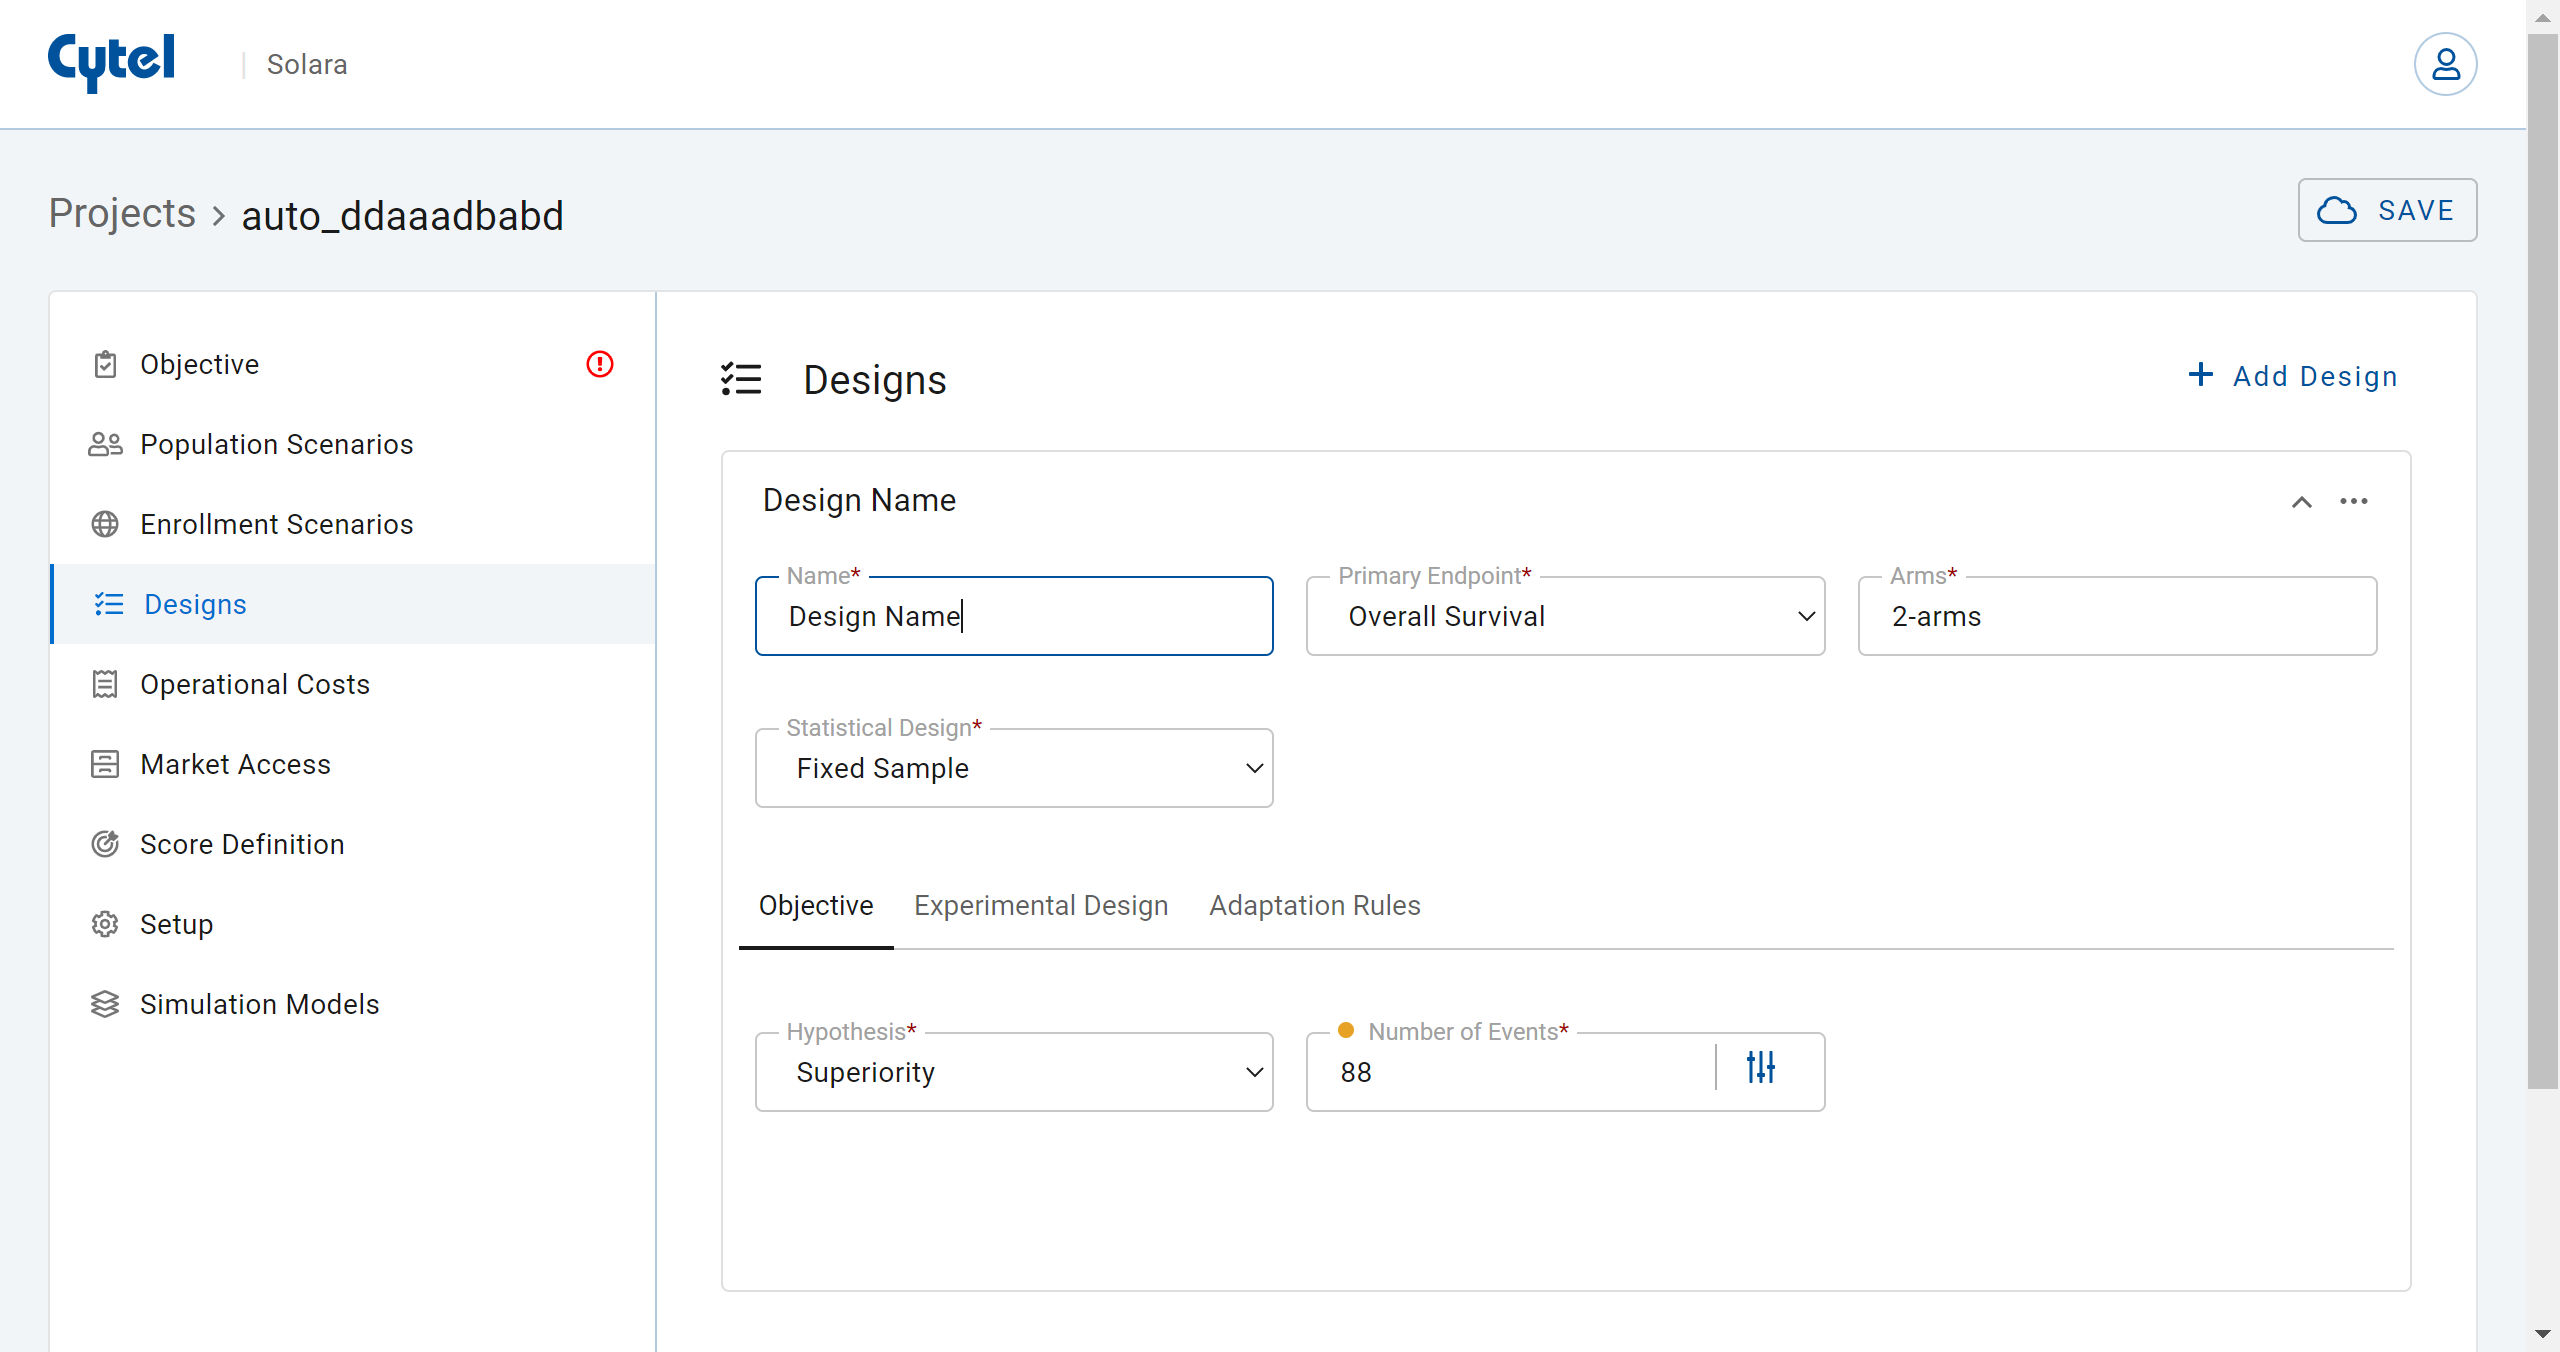 Cytel | Solara
Projects > auto_ddaaadbabd
SAVE
Objective
Population Scenarios
Enrollment Scenarios
Designs
Operational Costs
Market Access
Score Definition
Setup
Simulation Models
Designs
+ Add Design
Design Name
Name*
Design Name
Primary Endpoint*
Overall Survival
Arms*
2-arms
Statistical Design*
Fixed Sample
Objective Experimental Design Adaptation Rules
Hypothesis*
Superiority
Number of Events*
88